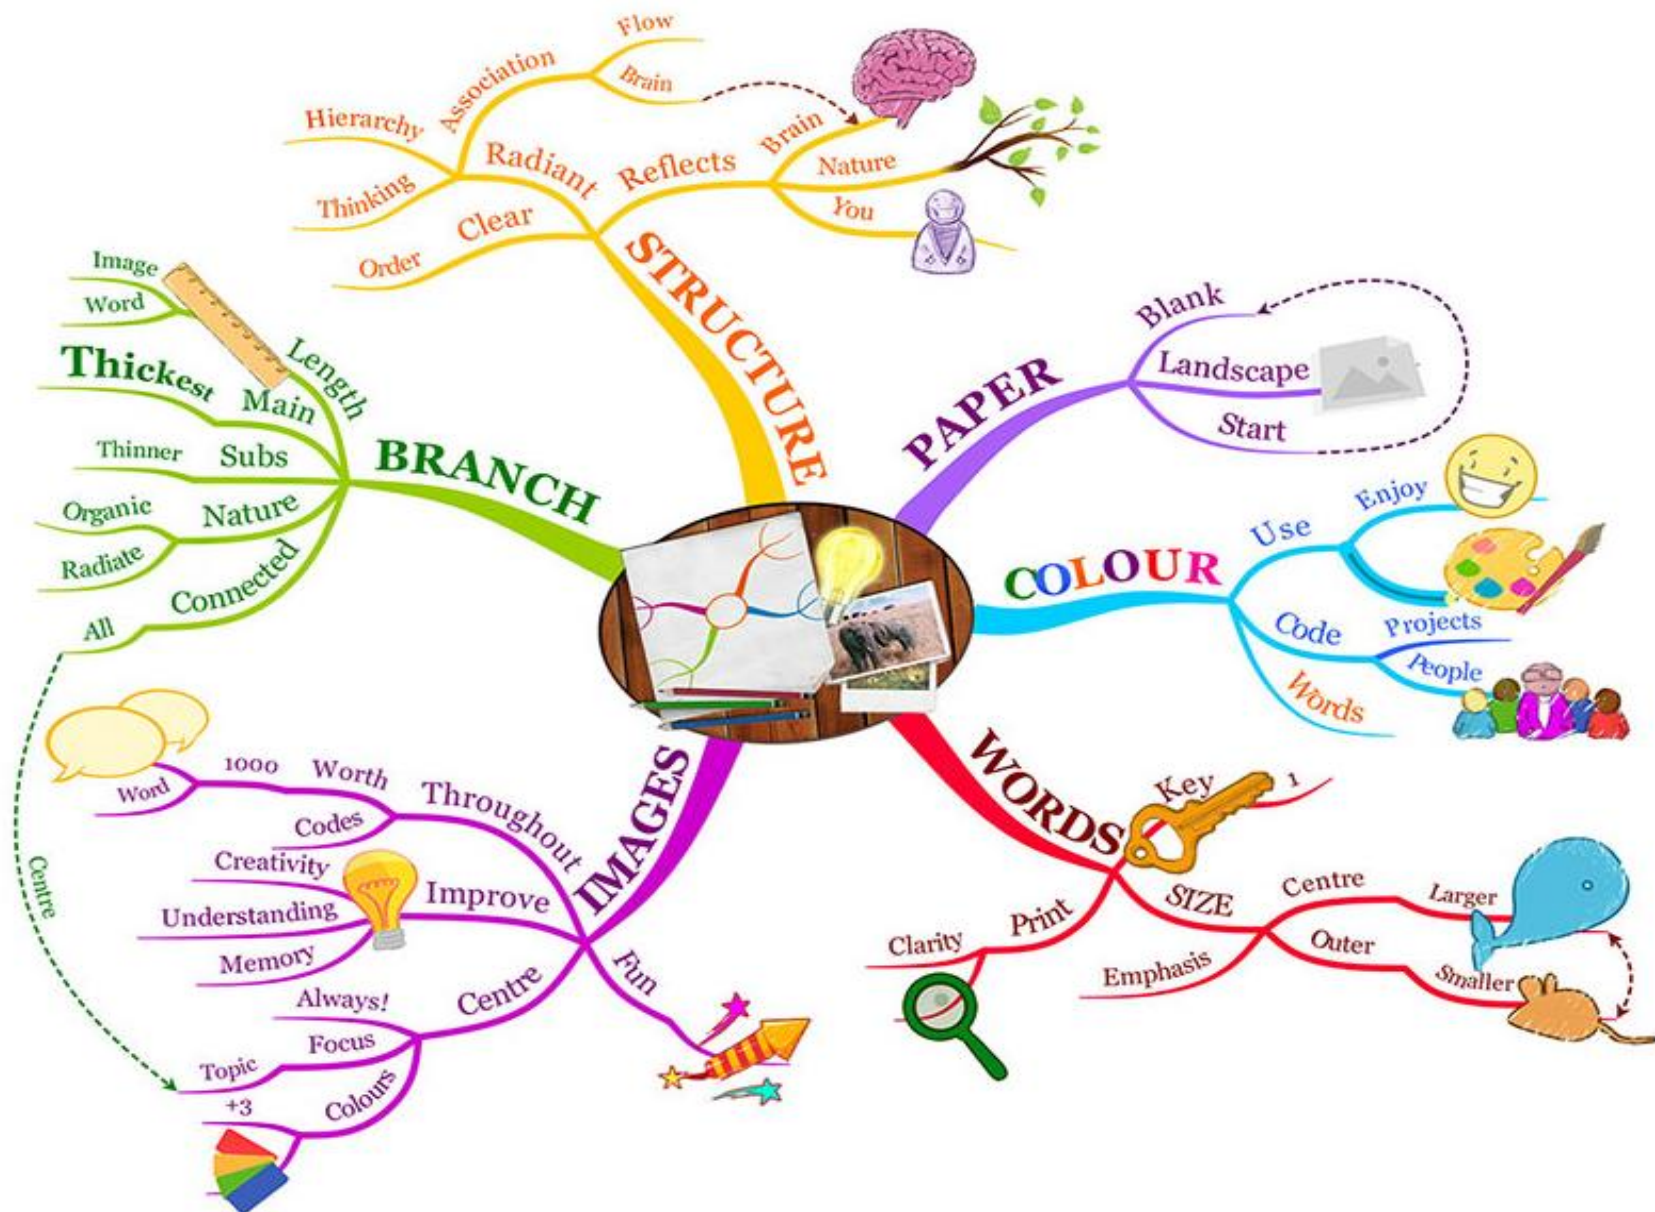 STRUCTURE
Radiant
Association
Flow
Brain
Hierarchy
Thinking
Clear
Order
Reflects
Brain
Nature
You
PAPER
Blank
Landscape
Start
COLOUR
Use
Enjoy
Code
Projects
People
Words
WORDS
Key
1
SIZE
Centre
Larger
Outer
Smaller
Emphasis
Print
Clarity
IMAGES
Throughout
Worth
1000
Word
Codes
Improve
Creativity
Understanding
Memory
Centre
Always!
Focus
Topic
Colours
+3
Fun
BRANCH
Length
Image
Word
Main
Thickest
Subs
Thinner
Nature
Organic
Radiate
Connected
All
Centre